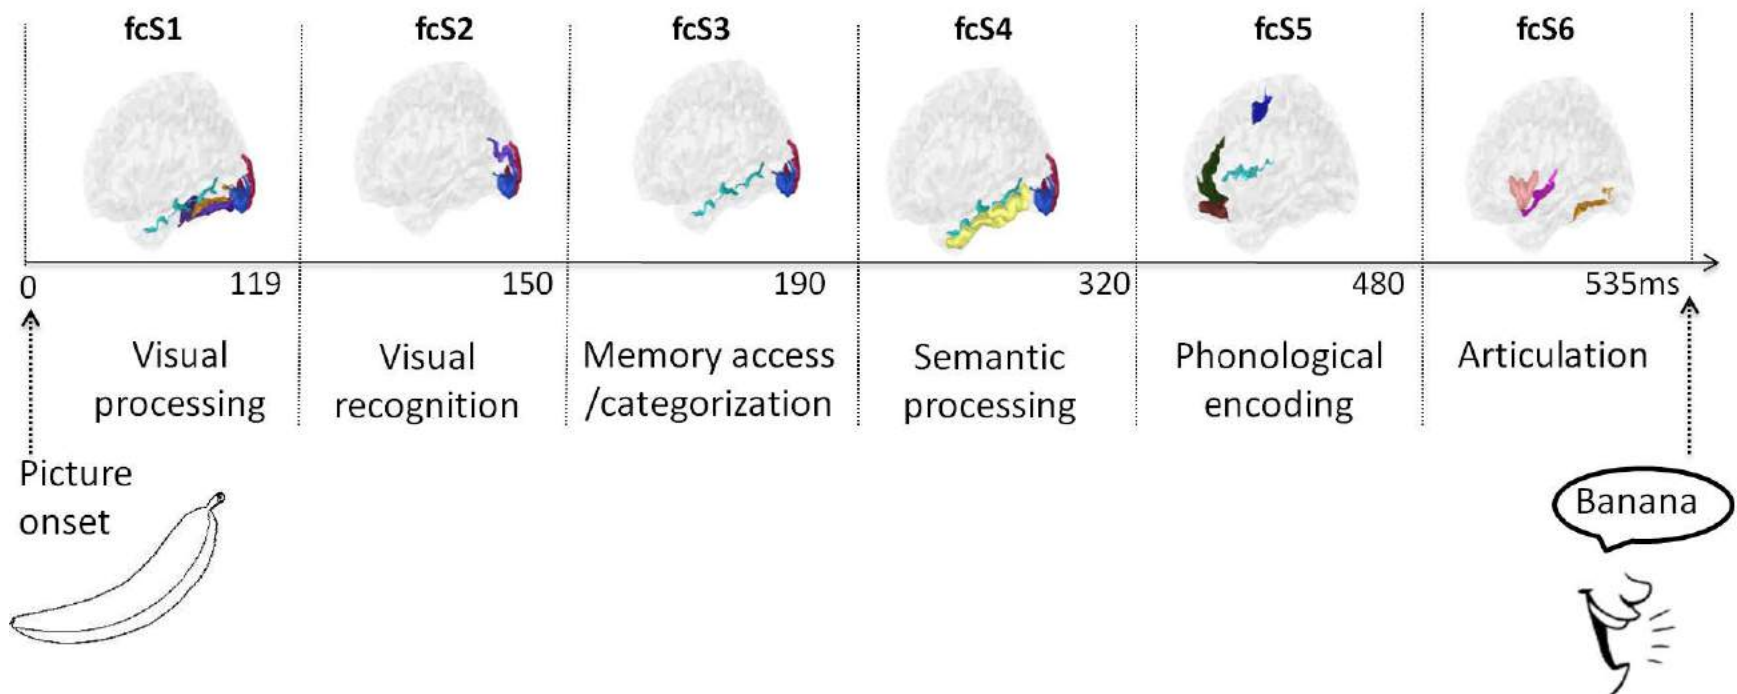 fcS1 fcS2 fcS3 fcS4 fcS5 fcS6
0 119 150 190 320 480 535ms
Visual
processing
Visual
recognition
Memory access
/categorization
Semantic
processing
Phonological
encoding
Articulation
Picture
onset
Banana